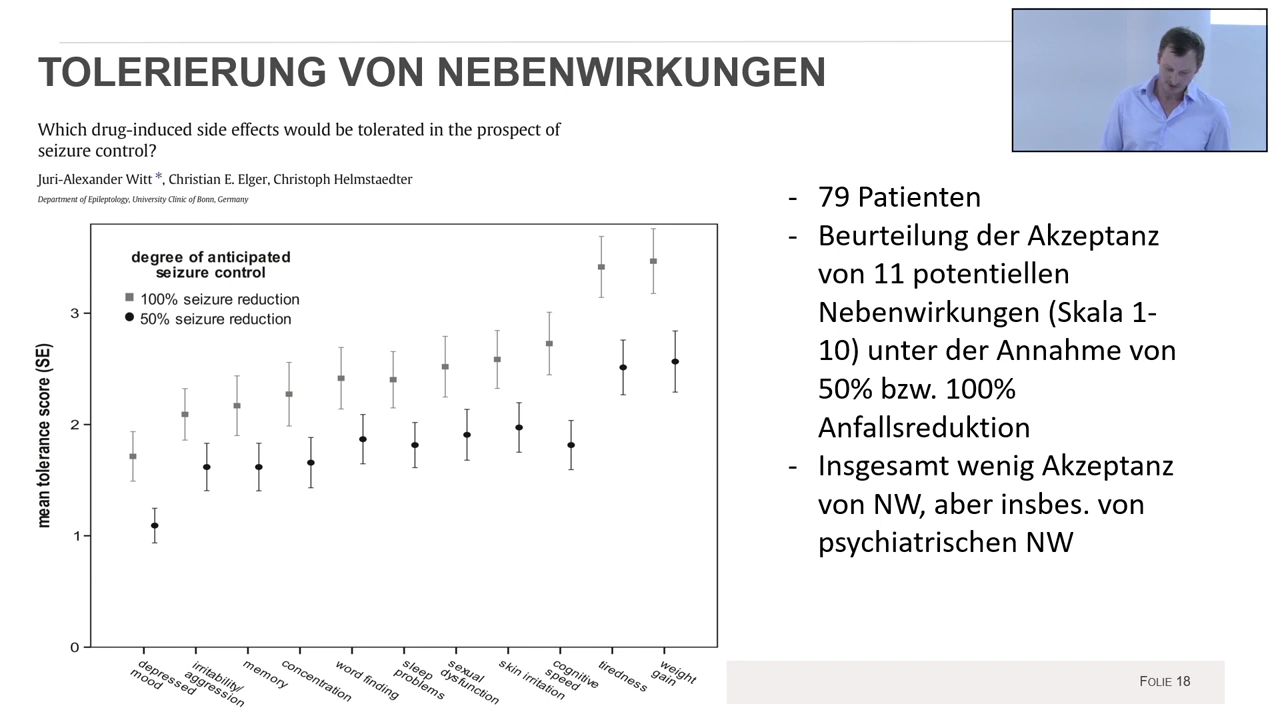 TOLERIERUNG VON NEBENWIRKUNGEN
Which drug-induced side effects would be tolerated in the prospect of
seizure control?
Juri-Alexander Witt *, Christian E. Elger, Christoph Helmstaedter
Department of Epileptology, University Clinic of Bonn, Germany
degree of anticipated
seizure control
100% seizure reduction
50% seizure reduction
mean tolerance score (SE)
3
2
1
0
depressed
mood
irritability/
aggression
memory
concentration
word finding
sleep
problems
sexual
dysfunction
skin irritation
cognitive
speed
tiredness
weight
gain
- 79 Patienten
- Beurteilung der Akzeptanz
von 11 potentiellen
Nebenwirkungen (Skala 1-
10) unter der Annahme von
50% bzw. 100%
Anfallsreduktion
- Insgesamt wenig Akzeptanz
von NW, aber insbes. von
psychiatrischen NW
FOLIE 18